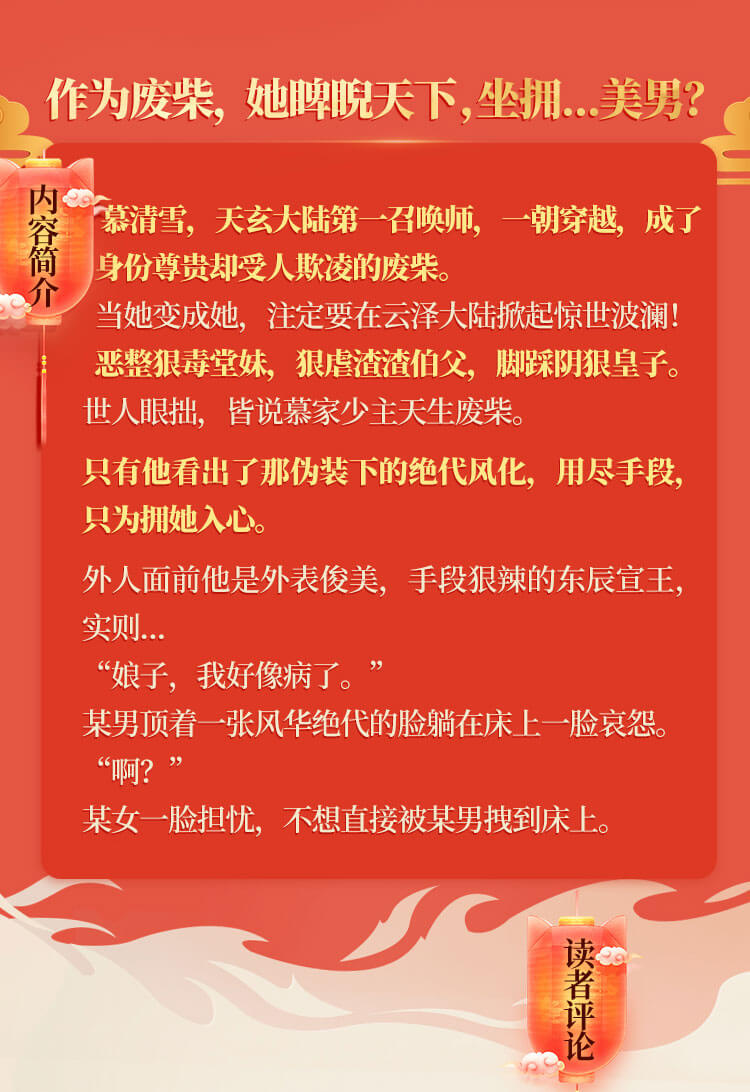 作为废柴，她睥睨天下，坐拥...美男？
内容简介
慕清雪，天玄大陆第一召唤师，一朝穿越，成了
身份尊贵却受人欺凌的废柴。
当她变成她，注定要在云泽大陆掀起惊世波澜！
恶整狠毒堂妹，狠虐渣渣伯父，脚踩阴狠皇子。
世人眼拙，皆说慕家少主天生废柴。
只有他看出了那伪装下的绝代风化，用尽手段，
只为拥她入心。
外人面前他是外表俊美，手段狠辣的东辰宣王，
实则...
“娘子，我好像病了。”
某男顶着一张风华绝代的脸躺在床上一脸哀怨。
“啊？”
某女一脸担忧，不想直接被某男拽到床上。
读者评论